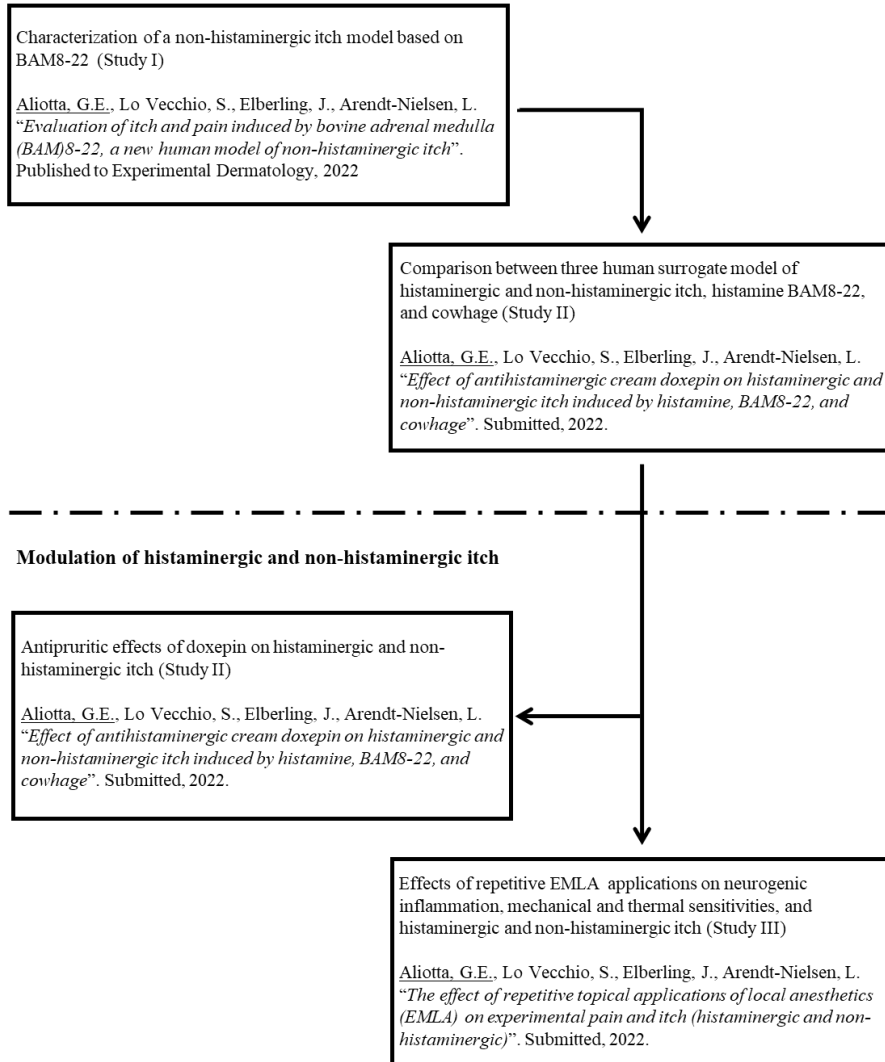 Characterization of a non-histaminergic itch model based on
BAM8-22 (Study I)
Aliotta, G.E., Lo Vecchio, S., Elberling, J., Arendt-Nielsen, L.
“Evaluation of itch and pain induced by bovine adrenal medulla
(BAM)8-22, a new human model of non-histaminergic itch”.
Published to Experimental Dermatology, 2022
Comparison between three human surrogate model of
histaminergic and non-histaminergic itch, histamine BAM8-22,
and cowhage (Study II)
Aliotta, G.E., Lo Vecchio, S., Elberling, J., Arendt-Nielsen, L.
“Effect of antihistaminergic cream doxepin on histaminergic and
non-histaminergic itch induced by histamine, BAM8-22, and
cowhage”. Submitted, 2022.
Modulation of histaminergic and non-histaminergic itch
Antipruritic effects of doxepin on histaminergic and non-
histaminergic itch (Study II)
Aliotta, G.E., Lo Vecchio, S., Elberling, J., Arendt-Nielsen, L.
“Effect of antihistaminergic cream doxepin on histaminergic and
non-histaminergic itch induced by histamine, BAM8-22, and
cowhage”. Submitted, 2022.
Effects of repetitive EMLA applications on neurogenic
inflammation, mechanical and thermal sensitivities, and
histaminergic and non-histaminergic itch (Study III)
Aliotta, G.E., Lo Vecchio, S., Elberling, J., Arendt-Nielsen, L.
“The effect of repetitive topical applications of local anesthetics
(EMLA) on experimental pain and itch (histaminergic and non-
histaminergic)”. Submitted, 2022.